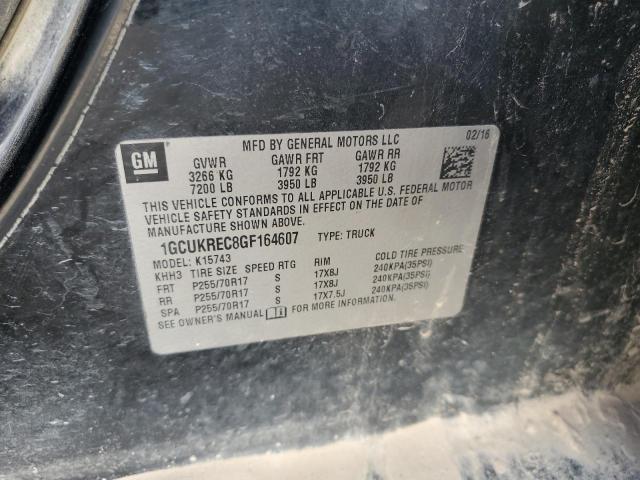 GM
MFD BY GENERAL MOTORS LLC 02/16
GVWR GAWR FRT GAWR RR
3266 KG 1792 KG 1792 KG
7200 LB 3950 LB 3950 LB
THIS VEHICLE CONFORMS TO ALL APPLICABLE U.S. FEDERAL MOTOR
VEHICLE SAFETY STANDARDS IN EFFECT ON THE DATE OF
MANUFACTURE SHOWN ABOVE.
1GCUKREC8GF164607 TYPE: TRUCK
MODEL: K15743
KHH3 TIRE SIZE SPEED RTG RIM COLD TIRE PRESSURE
FRT P255/70R17 S 17X8J 240KPA(35PSI)
RR P255/70R17 S 17X8J 240KPA(35PSI)
SPA P255/70R17 S 17X7.5J 240KPA(35PSI)
SEE OWNER'S MANUAL FOR MORE INFORMATION.